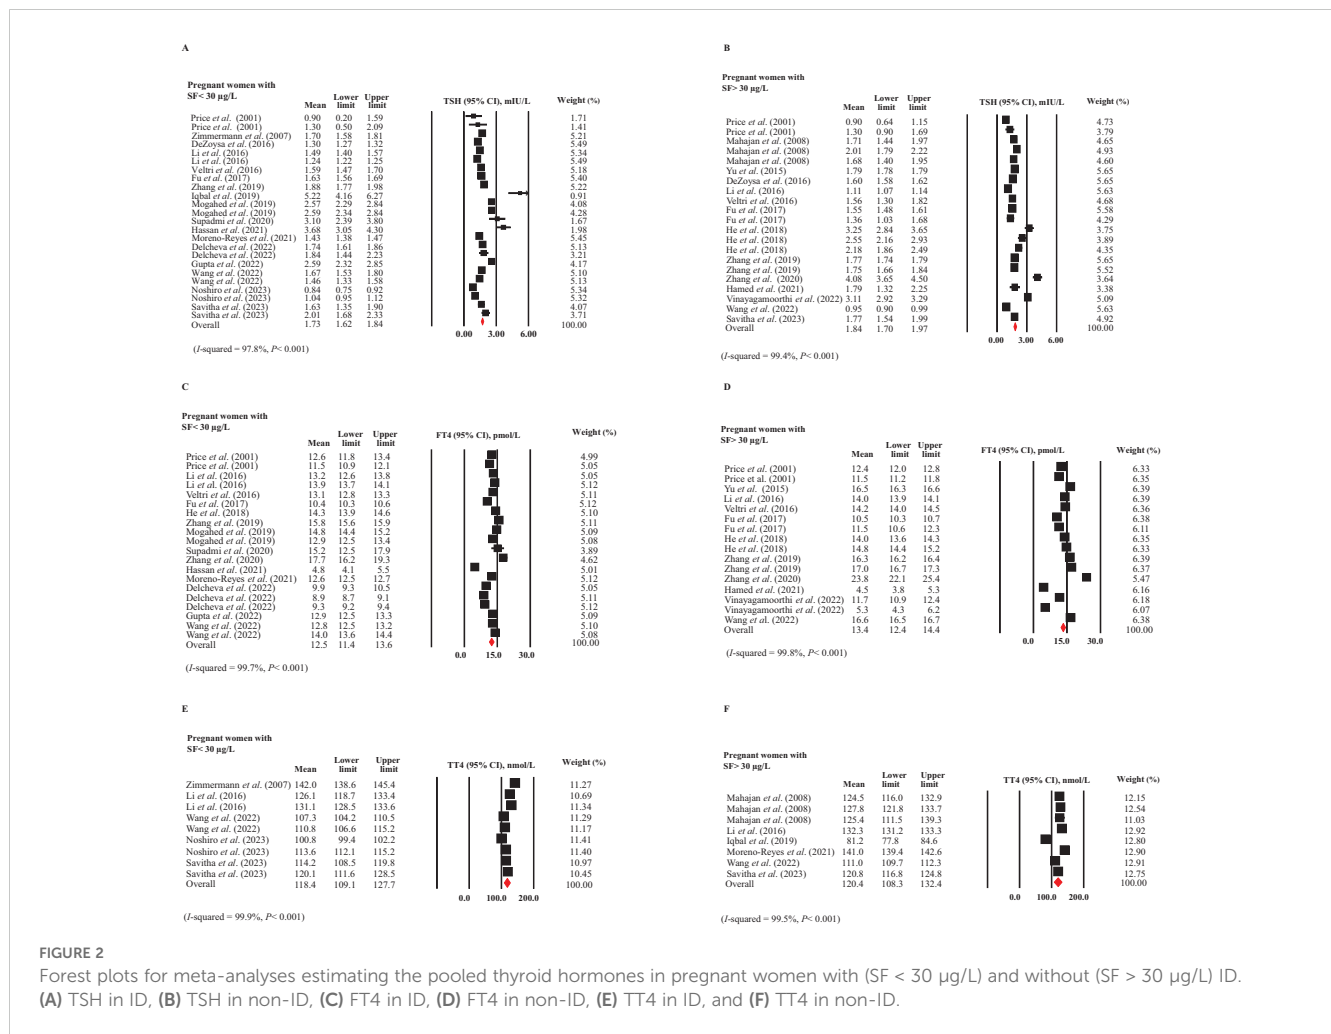 A
Pregnant women with
SF< 30 µg/L
Mean Lower limit Upper limit TSH (95% CI), mIU/L Weight (%)
Price et al. (2001) 0.90 0.20 1.59 1.71
Price et al. (2001) 1.30 0.50 2.09 1.41
Zimmermann et al. (2007) 1.70 1.58 1.81 5.21
DeZoysa et al. (2016) 1.30 1.27 1.32 5.49
Li et al. (2016) 1.49 1.40 1.57 5.34
Li et al. (2016) 1.24 1.22 1.25 5.49
Veltri et al. (2016) 1.59 1.47 1.70 5.18
Fu et al. (2017) 1.63 1.56 1.69 5.40
Zhang et al. (2019) 1.88 1.77 1.98 5.22
Iqbal et al. (2019) 5.22 4.16 6.27 0.91
Mogahed et al. (2019) 2.57 2.29 2.84 4.08
Mogahed et al. (2019) 2.59 2.34 2.84 4.28
Supadmi et al. (2020) 3.10 2.39 3.80 1.67
Hassan et al. (2021) 3.68 3.05 4.30 1.98
Moreno-Reyes et al. (2021) 1.43 1.38 1.47 5.45
Delcheva et al. (2022) 1.74 1.61 1.86 5.13
Delcheva et al. (2022) 1.84 1.44 2.23 3.21
Gupta et al. (2022) 2.59 2.32 2.85 4.17
Wang et al. (2022) 1.67 1.53 1.80 5.10
Wang et al. (2022) 1.46 1.33 1.58 5.13
Noshiro et al. (2023) 0.84 0.75 0.92 5.34
Noshiro et al. (2023) 1.04 0.95 1.12 5.32
Savitha et al. (2023) 1.63 1.35 1.90 4.07
Savitha et al. (2023) 2.01 1.68 2.33 3.71
Overall 1.73 1.62 1.84 100.00
0.00 3.00 6.00
(I-squared = 97.8%, P< 0.001)
B
Pregnant women with
SF> 30 µg/L
Mean Lower limit Upper limit TSH (95% CI), mIU/L Weight (%)
Price et al. (2001) 0.90 0.64 1.15 4.73
Price et al. (2001) 1.30 0.90 1.69 3.79
Mahajan et al. (2008) 1.71 1.44 1.97 4.65
Mahajan et al. (2008) 2.01 1.79 2.22 4.93
Mahajan et al. (2008) 1.68 1.40 1.95 4.60
Yu et al. (2015) 1.79 1.78 1.79 5.65
DeZoysa et al. (2016) 1.60 1.58 1.62 5.65
Li et al. (2016) 1.11 1.07 1.14 5.63
Veltri et al. (2016) 1.56 1.30 1.82 4.68
Fu et al. (2017) 1.55 1.48 1.61 5.58
Fu et al. (2017) 1.36 1.03 1.68 4.29
He et al. (2018) 3.25 2.84 3.65 3.75
He et al. (2018) 2.55 2.16 2.93 3.89
He et al. (2018) 2.18 1.86 2.49 4.35
Zhang et al. (2019) 1.77 1.74 1.79 5.65
Zhang et al. (2019) 1.75 1.66 1.84 5.52
Zhang et al. (2020) 4.08 3.65 4.50 3.64
Hamed et al. (2021) 1.79 1.32 2.25 3.38
Vinayagamoorthi et al. (2022) 3.11 2.92 3.29 5.09
Wang et al. (2022) 0.95 0.90 0.99 5.63
Savitha et al. (2023) 1.77 1.54 1.99 4.92
Overall 1.84 1.70 1.97 100.00
0.00 3.00 6.00
(I-squared = 99.4%, P< 0.001)
C
Pregnant women with
SF< 30 µg/L
Mean Lower limit Upper limit FT4 (95% CI), pmol/L Weight (%)
Price et al. (2001) 12.6 11.8 13.4 4.99
Price et al. (2001) 11.5 10.9 12.1 5.05
Li et al. (2016) 13.2 12.6 13.8 5.05
Li et al. (2016) 13.9 13.7 14.1 5.12
Veltri et al. (2016) 13.1 12.8 13.3 5.11
Fu et al. (2017) 10.4 10.3 10.6 5.12
He et al. (2018) 14.3 13.9 14.6 5.10
Zhang et al. (2019) 15.8 15.6 15.9 5.11
Mogahed et al. (2019) 14.8 14.4 15.2 5.09
Mogahed et al. (2019) 12.9 12.5 13.4 5.08
Supadmi et al. (2020) 15.2 12.5 17.9 3.89
Zhang et al. (2020) 17.7 16.2 19.3 4.62
Hassan et al. (2021) 4.8 4.1 5.5 5.01
Moreno-Reyes et al. (2021) 12.6 12.5 12.7 5.12
Delcheva et al. (2022) 9.9 9.3 10.5 5.05
Delcheva et al. (2022) 8.9 8.7 9.1 5.11
Delcheva et al. (2022) 9.3 9.2 9.4 5.12
Gupta et al. (2022) 12.9 12.5 13.3 5.09
Wang et al. (2022) 12.8 12.5 13.2 5.10
Wang et al. (2022) 14.0 13.6 14.4 5.08
Overall 12.5 11.4 13.6 100.00
0.0 15.0 30.0
(I-squared = 99.7%, P< 0.001)
D
Pregnant women with
SF> 30 µg/L
Mean Lower limit Upper limit FT4 (95% CI), pmol/L Weight (%)
Price et al. (2001) 12.4 12.0 12.8 6.33
Price et al. (2001) 11.5 11.2 11.8 6.35
Yu et al. (2015) 16.5 16.3 16.6 6.39
Li et al. (2016) 14.0 13.9 14.1 6.39
Veltri et al. (2016) 14.2 14.0 14.5 6.36
Fu et al. (2017) 10.5 10.3 10.7 6.38
Fu et al. (2017) 11.5 10.6 12.3 6.11
He et al. (2018) 14.0 13.6 14.3 6.35
He et al. (2018) 14.8 14.4 15.2 6.33
Zhang et al. (2019) 16.3 16.2 16.4 6.39
Zhang et al. (2019) 17.0 16.7 17.3 6.37
Zhang et al. (2020) 23.8 22.1 25.4 5.47
Hamed et al. (2021) 4.5 3.8 5.3 6.16
Vinayagamoorthi et al. (2022) 11.7 10.9 12.4 6.18
Vinayagamoorthi et al. (2022) 5.3 4.3 6.2 6.07
Wang et al. (2022) 16.6 16.5 16.7 6.38
Overall 13.4 12.4 14.4 100.00
0.0 15.0 30.0
(I-squared = 99.8%, P< 0.001)
E
Pregnant women with
SF< 30 µg/L
Mean Lower limit Upper limit TT4 (95% CI), nmol/L Weight (%)
Zimmermann et al. (2007) 142.0 138.6 145.4 11.27
Li et al. (2016) 126.1 118.7 133.4 10.69
Li et al. (2016) 131.1 128.5 133.6 11.34
Wang et al. (2022) 107.3 104.2 110.5 11.29
Wang et al. (2022) 110.8 106.6 115.2 11.17
Noshiro et al. (2023) 100.8 99.4 102.2 11.41
Noshiro et al. (2023) 113.6 112.1 115.2 11.40
Savitha et al. (2023) 114.2 108.5 119.8 10.97
Savitha et al. (2023) 120.1 111.6 128.5 10.45
Overall 118.4 109.1 127.7 100.00
0.0 100.0 200.0
(I-squared = 99.9%, P< 0.001)
F
Pregnant women with
SF> 30 µg/L
Mean Lower limit Upper limit TT4 (95% CI), nmol/L Weight (%)
Mahajan et al. (2008) 124.5 116.0 132.9 12.15
Mahajan et al. (2008) 127.8 121.8 133.7 12.54
Mahajan et al. (2008) 125.4 111.5 139.3 11.03
Li et al. (2016) 132.3 131.2 133.3 12.92
Iqbal et al. (2019) 81.2 77.8 84.6 12.80
Moreno-Reyes et al. (2021) 141.0 139.4 142.6 12.90
Wang et al. (2022) 111.0 109.7 112.3 12.91
Savitha et al. (2023) 120.8 116.8 124.8 12.75
Overall 120.4 108.3 132.4 100.00
0.0 100.0 200.0
(I-squared = 99.5%, P< 0.001)
FIGURE 2
Forest plots for meta-analyses estimating the pooled thyroid hormones in pregnant women with (SF < 30 µg/L) and without (SF > 30 µg/L) ID.
(A) TSH in ID, (B) TSH in non-ID, (C) FT4 in ID, (D) FT4 in non-ID, (E) TT4 in ID, and (F) TT4 in non-ID.